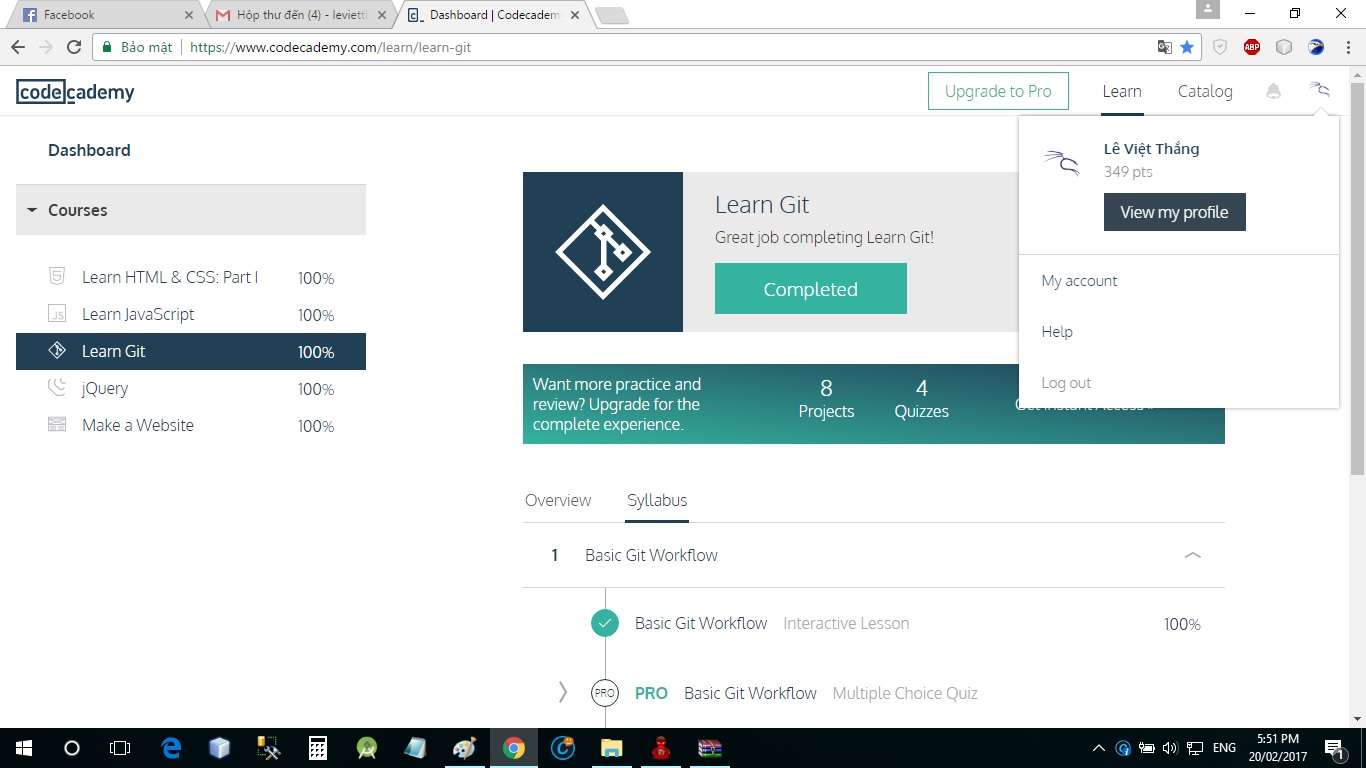 Facebook
Hộp thư đến (4) - leviett
Dashboard | Codecadem
Bảo mật
https://www.codecademy.com/learn/learn-git
ABP
codecademy
Upgrade to Pro
Learn
Catalog
Dashboard
Courses
Learn HTML & CSS: Part I 100%
JS Learn JavaScript 100%
Learn Git 100%
jQuery 100%
Make a Website 100%
Learn Git
Great job completing Learn Git!
Completed
Lê Việt Thắng
349 pts
View my profile
My account
Help
Log out
Want more practice and
review? Upgrade for the
complete experience.
8
Projects
4
Quizzes
Get Instant Access
Overview
Syllabus
1 Basic Git Workflow
Basic Git Workflow Interactive Lesson 100%
PRO PRO Basic Git Workflow Multiple Choice Quiz
ENG
5:51 PM
20/02/2017
1